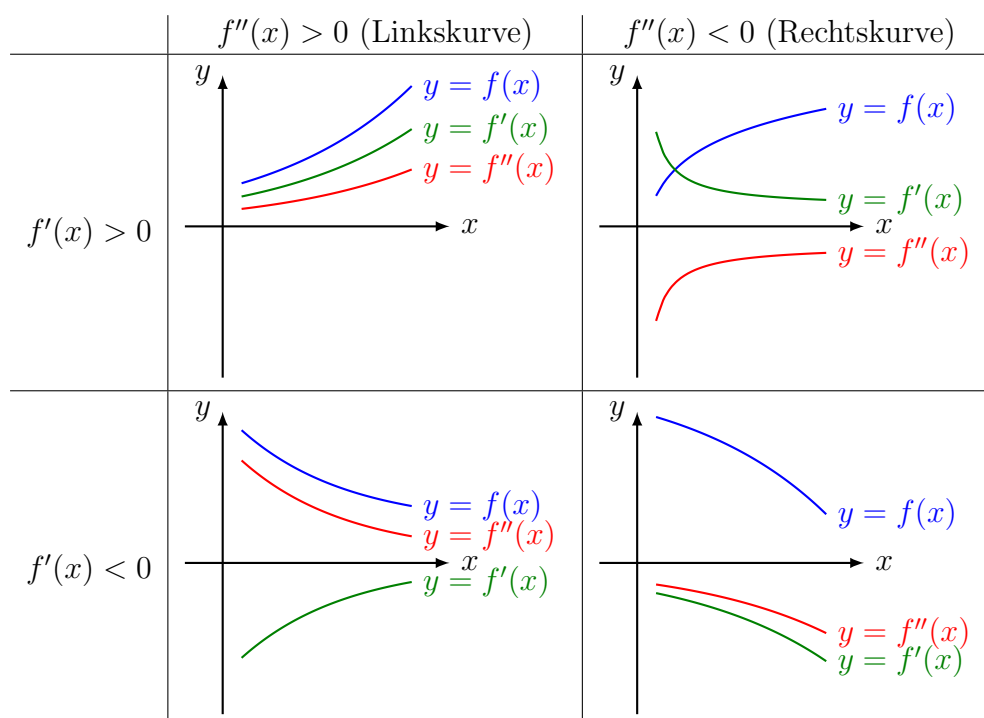 f''(x) > 0 (Linkskurve)
f''(x) < 0 (Rechtskurve)
f'(x) > 0
y
y = f(x)
y = f'(x)
y = f''(x)
x
y
y = f(x)
y = f'(x)
x
y = f''(x)
f'(x) < 0
y
y = f(x)
y = f''(x)
x
y = f'(x)
y
y = f(x)
x
y = f''(x)
y = f'(x)